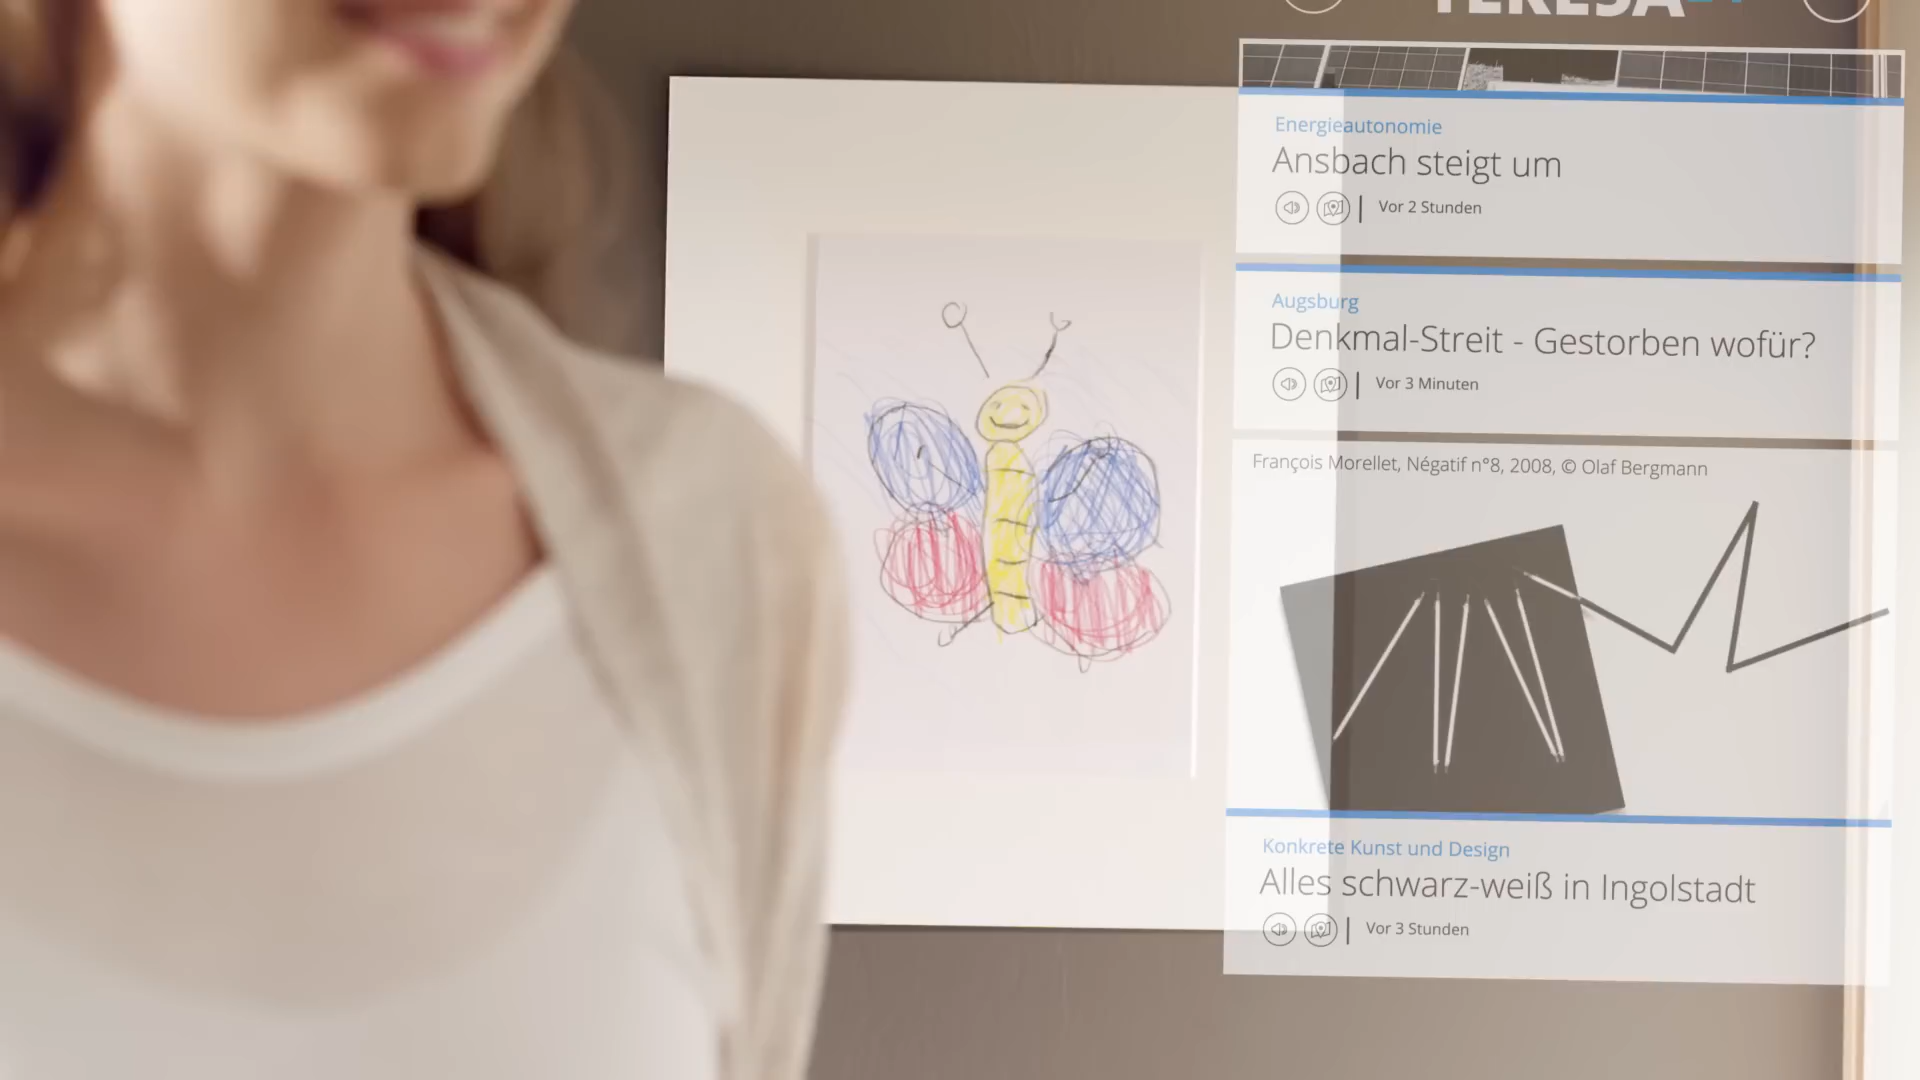 TERESA
Energieautonomie
Ansbach steigt um
Vor 2 Stunden
Augsburg
Denkmal-Streit - Gestorben wofür?
Vor 3 Minuten
François Morellet, Négatif n°8, 2008, © Olaf Bergmann
Konkrete Kunst und Design
Alles schwarz-weiß in Ingolstadt
Vor 3 Stunden